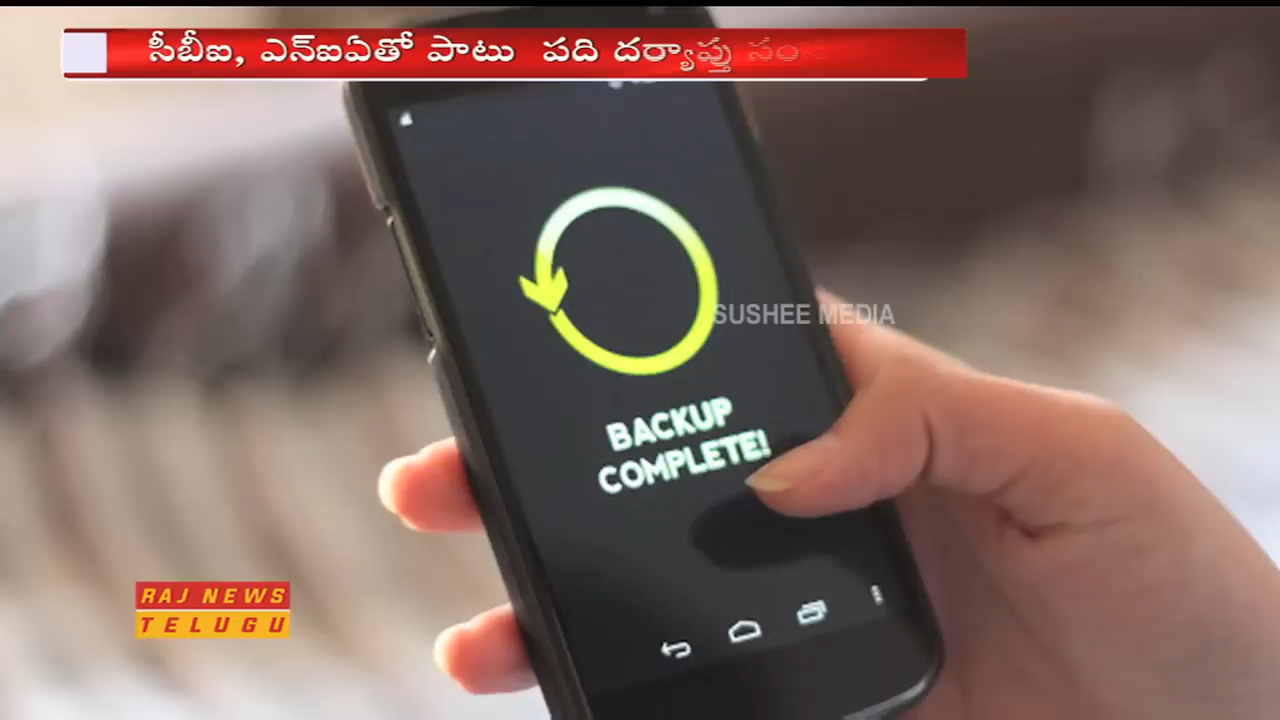 సీబీఐ, ఎన్ఐఏతో పాటు పది దర్యాప్తు
SUSHEE MEDIA
BACKUP
COMPLETE!
RAJ NEWS
TELUGU